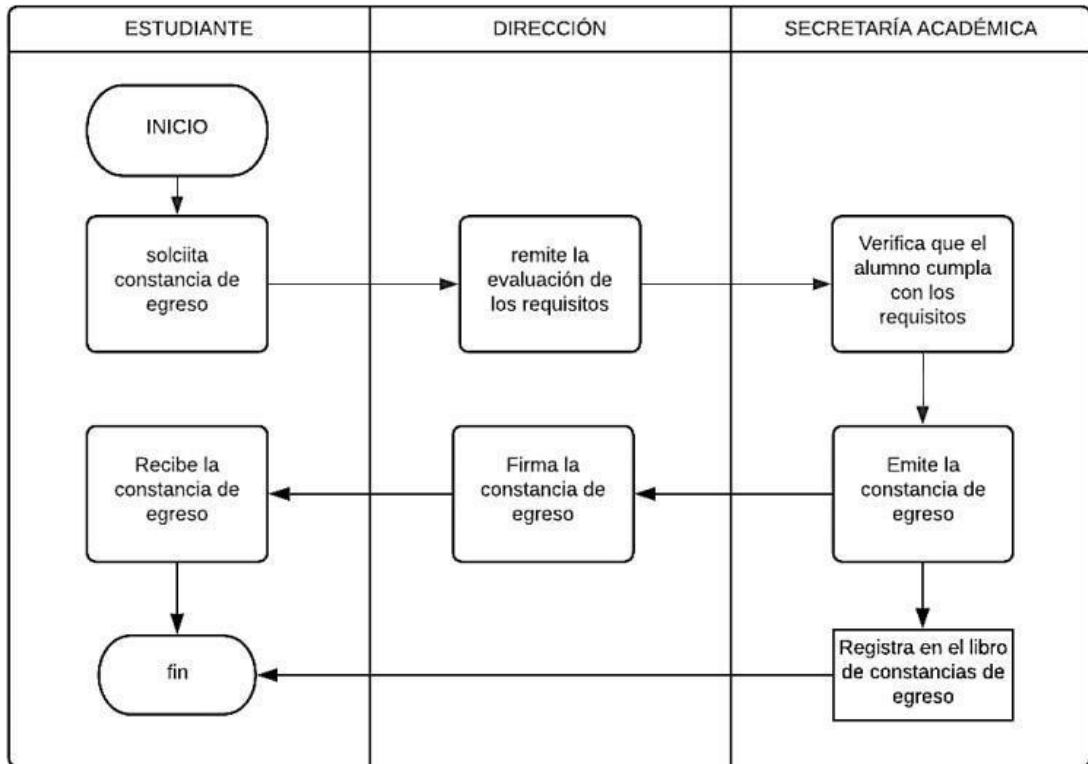 ESTUDIANTE
DIRECCIÓN
SECRETARÍA ACADÉMICA
INICIO
solciita
constancia de
egreso
remite la
evaluación de
los requisitos
Verifica que el
alumno cumpla
con los
requisitos
Recibe la
constancia de
egreso
Firma la
constancia de
egreso
Emite la
constancia de
egreso
fin
Registra en el libro
de constancias de
egreso